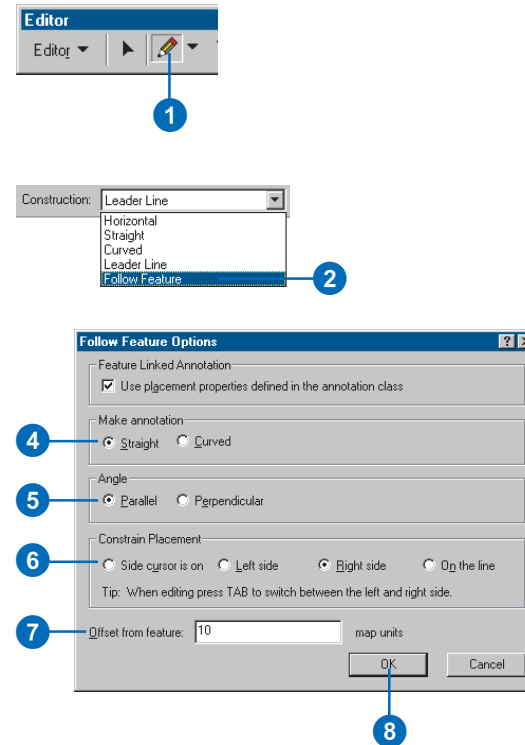 Editor
Editor
1
Construction: Leader Line
Horizontal
Straight
Curved
Leader Line
Follow Feature
2
Follow Feature Options
Feature Linked Annotation
Use placement properties defined in the annotation class
Make annotation
4 Straight Curved
Angle
5 Parallel Perpendicular
Constrain Placement
6 Side cursor is on Left side Right side On the line
Tip: When editing press TAB to switch between the left and right side.
7 Offset from feature: 10 map units
OK Cancel
8